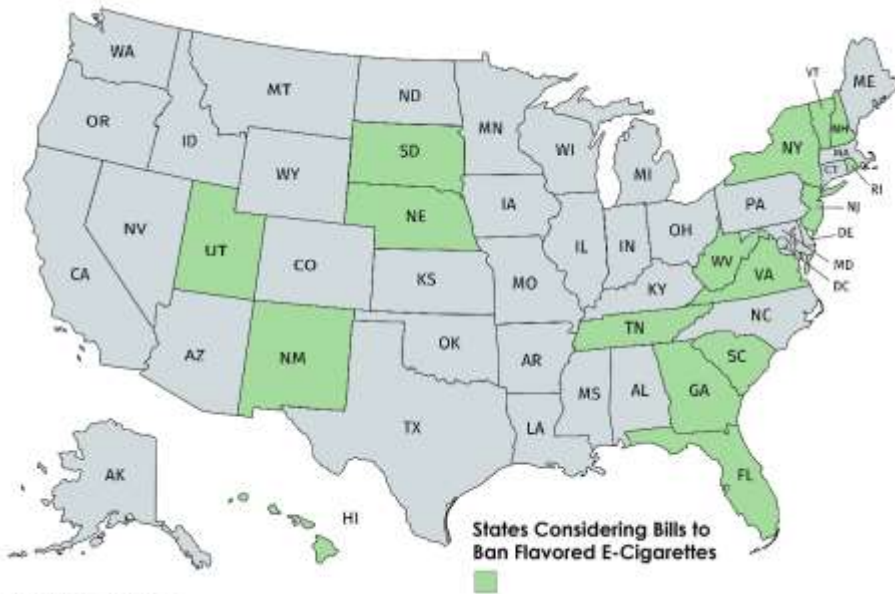 WA
MT
ND
MN
OR
ID
WY
SD
WI
MI
NY
VT
NH
ME
MA
CT
RI
NJ
PA
DE
MD
DC
NV
UT
CO
NE
IA
IL
IN
OH
WV
VA
CA
KS
MO
KY
NC
AZ
NM
OK
AR
TN
SC
TX
LA
MS
AL
GA
FL
AK
HI
States Considering Bills to
Ban Flavored E-Cigarettes